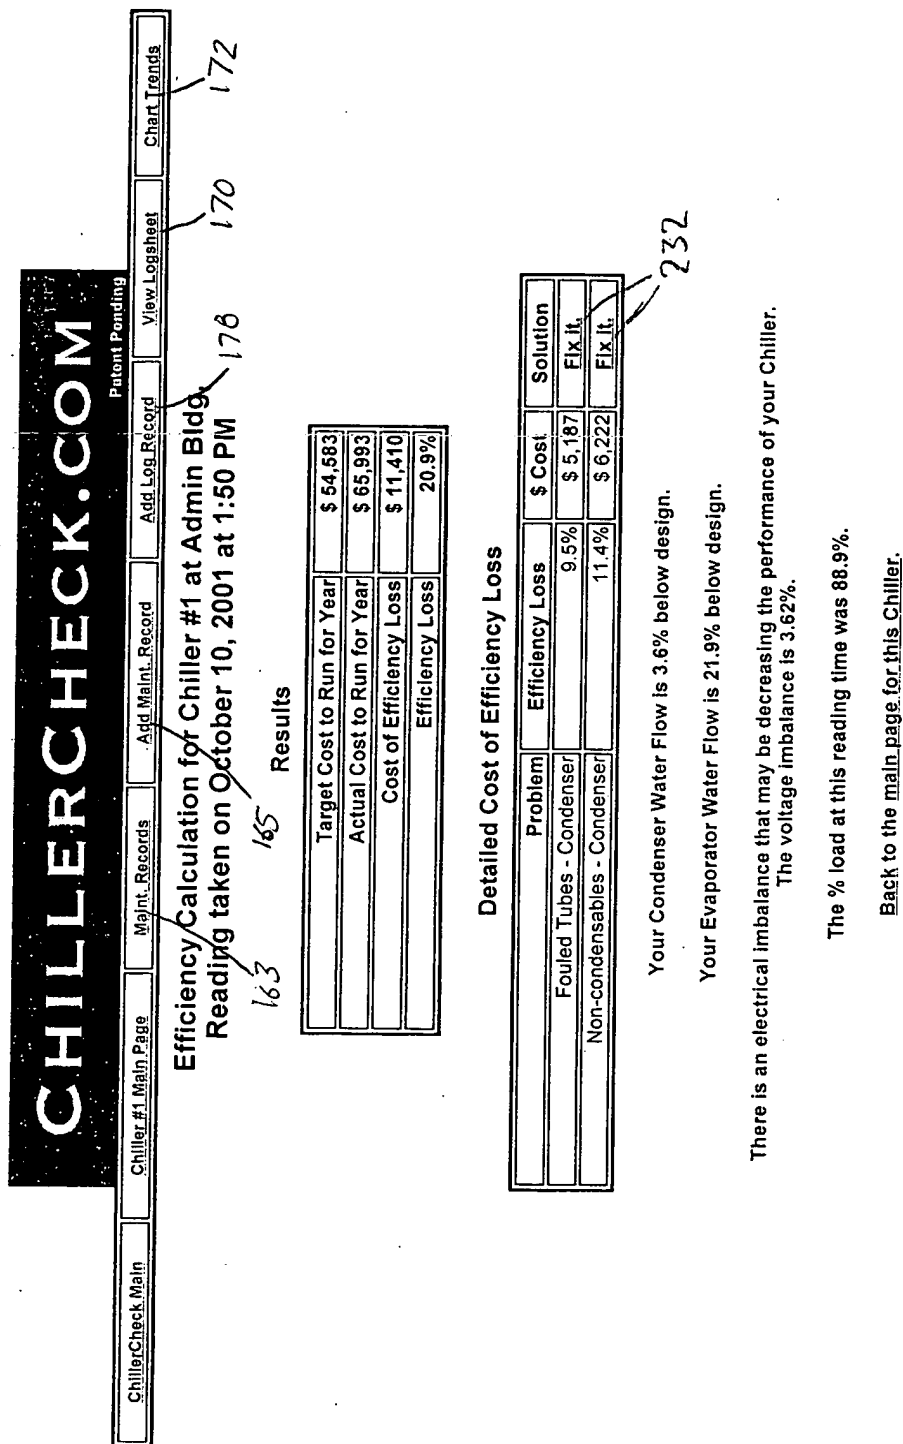 CHILLERCHECK.COM
Patent Pending
ChillerCheck Main Chiller #1 Main Page Maint. Records Add Maint. Record Add Log Record View Logsheet Chart Trends
172
170
178
165
163
Efficiency Calculation for Chiller #1 at Admin Bldg.
Reading taken on October 10, 2001 at 1:50 PM
Results
Target Cost to Run for Year $ 54,583
Actual Cost to Run for Year $ 65,993
Cost of Efficiency Loss $ 11,410
Efficiency Loss 20.9%
Detailed Cost of Efficiency Loss
Problem Efficiency Loss $ Cost Solution
Fouled Tubes - Condenser 9.5% $ 5,187 Fix it.
Non-condensables - Condenser 11.4% $ 6,222 Fix it.
232
Your Condenser Water Flow is 3.6% below design.
Your Evaporator Water Flow is 21.9% below design.
There is an electrical imbalance that may be decreasing the performance of your Chiller.
The voltage imbalance is 3.62%.
The % load at this reading time was 88.9%.
Back to the main page for this Chiller.